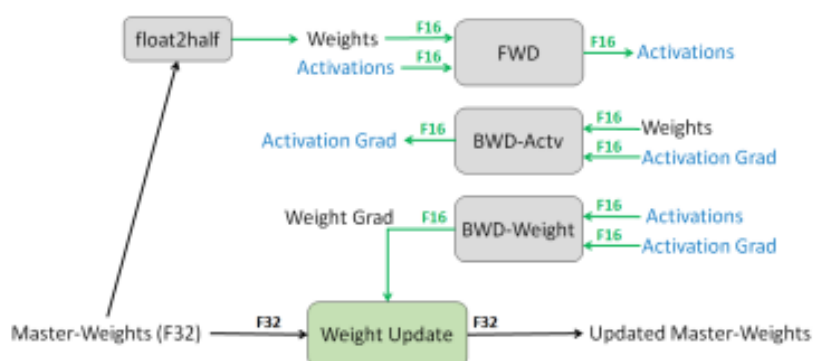 float2half
Weights
F16
Activations
F16
FWD
F16
Activations
Activation Grad
F16
BWD-Actv
F16
Weights
F16
Activation Grad
Weight Grad
F16
BWD-Weight
F16
Activations
F16
Activation Grad
Master-Weights (F32)
F32
Weight Update
F32
Updated Master-Weights